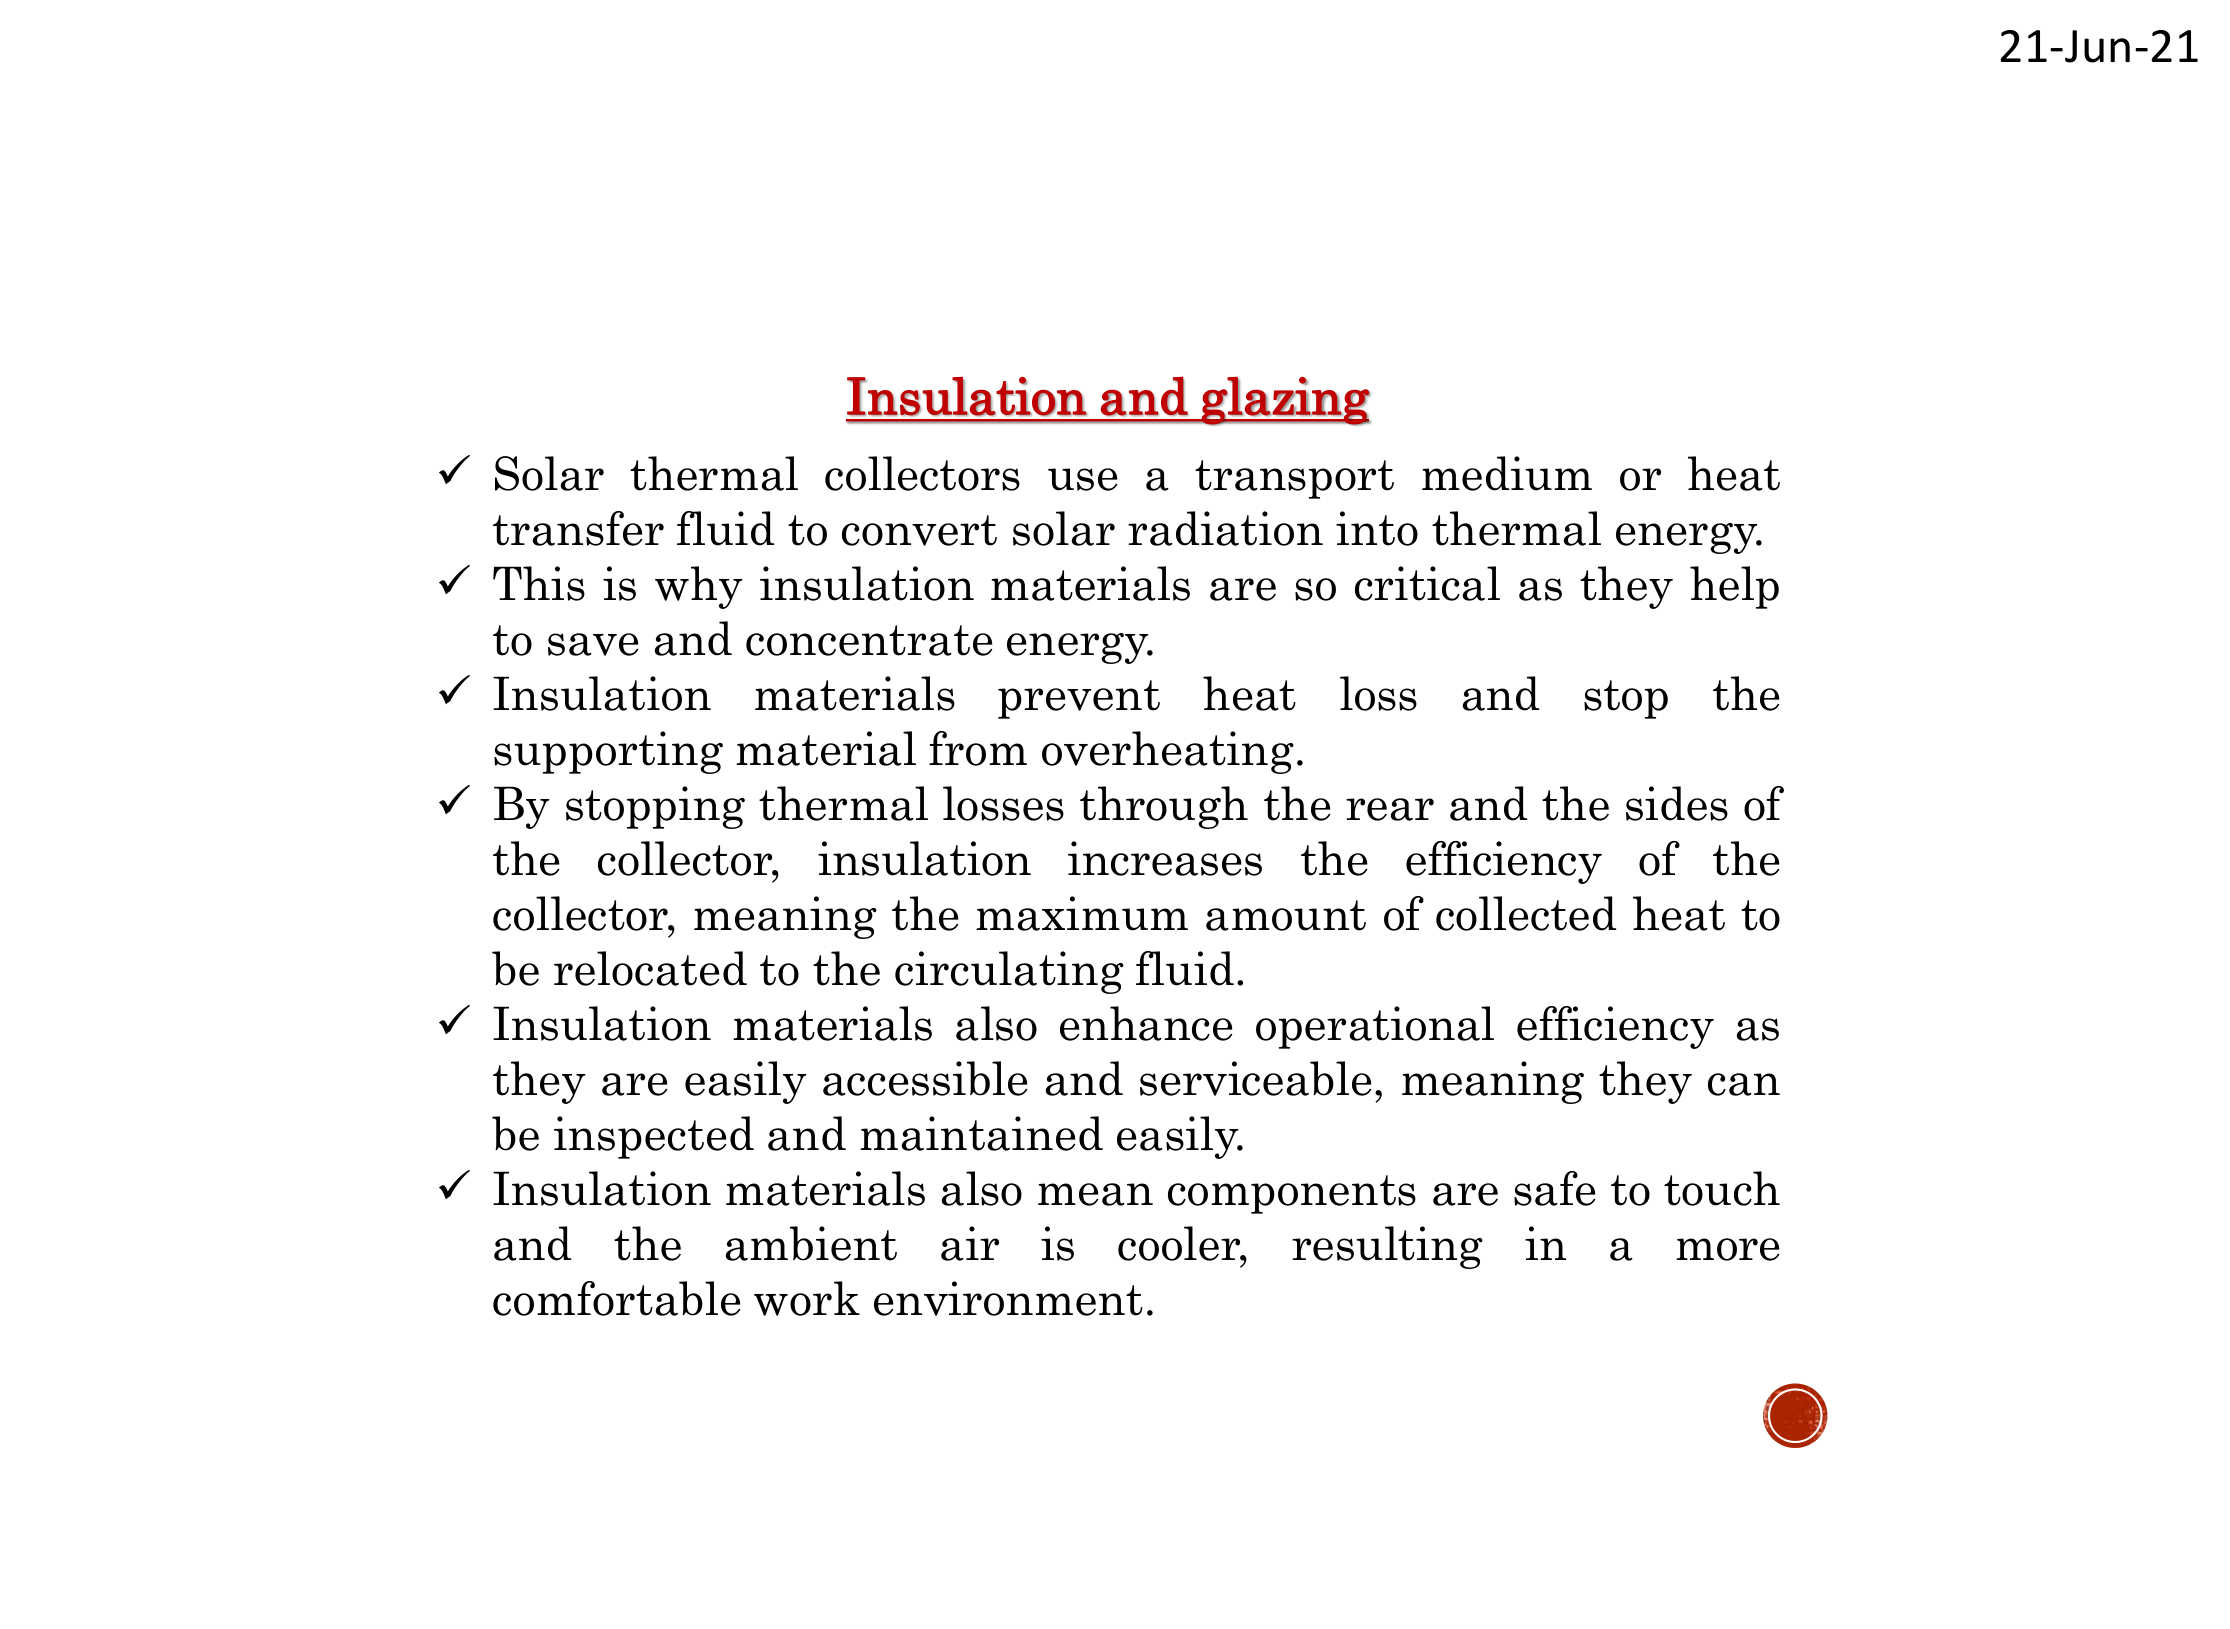 21-Jun-21
Insulation and glazing
✓ Solar thermal collectors use a transport medium or heat
transfer fluid to convert solar radiation into thermal energy.
✓ This is why insulation materials are so critical as they help
to save and concentrate energy.
✓ Insulation materials prevent heat loss and stop the
supporting material from overheating.
✓ By stopping thermal losses through the rear and the sides of
the collector, insulation increases the efficiency of the
collector, meaning the maximum amount of collected heat to
be relocated to the circulating fluid.
✓ Insulation materials also enhance operational efficiency as
they are easily accessible and serviceable, meaning they can
be inspected and maintained easily.
✓ Insulation materials also mean components are safe to touch
and the ambient air is cooler, resulting in a more
comfortable work environment.